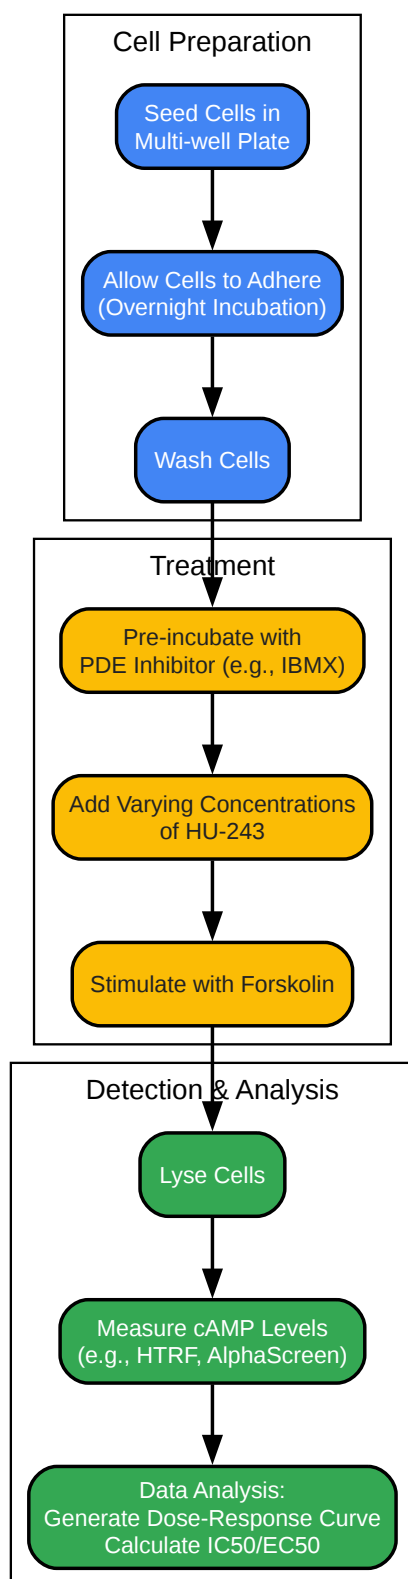 Cell Preparation
Seed Cells in
Multi-well Plate
Allow Cells to Adhere
(Overnight Incubation)
Wash Cells
Treatment
Pre-incubate with
PDE Inhibitor (e.g., IBMX)
Add Varying Concentrations
of HU-243
Stimulate with Forskolin
Detection & Analysis
Lyse Cells
Measure cAMP Levels
(e.g., HTRF, AlphaScreen)
Data Analysis:
Generate Dose-Response Curve
Calculate IC50/EC50